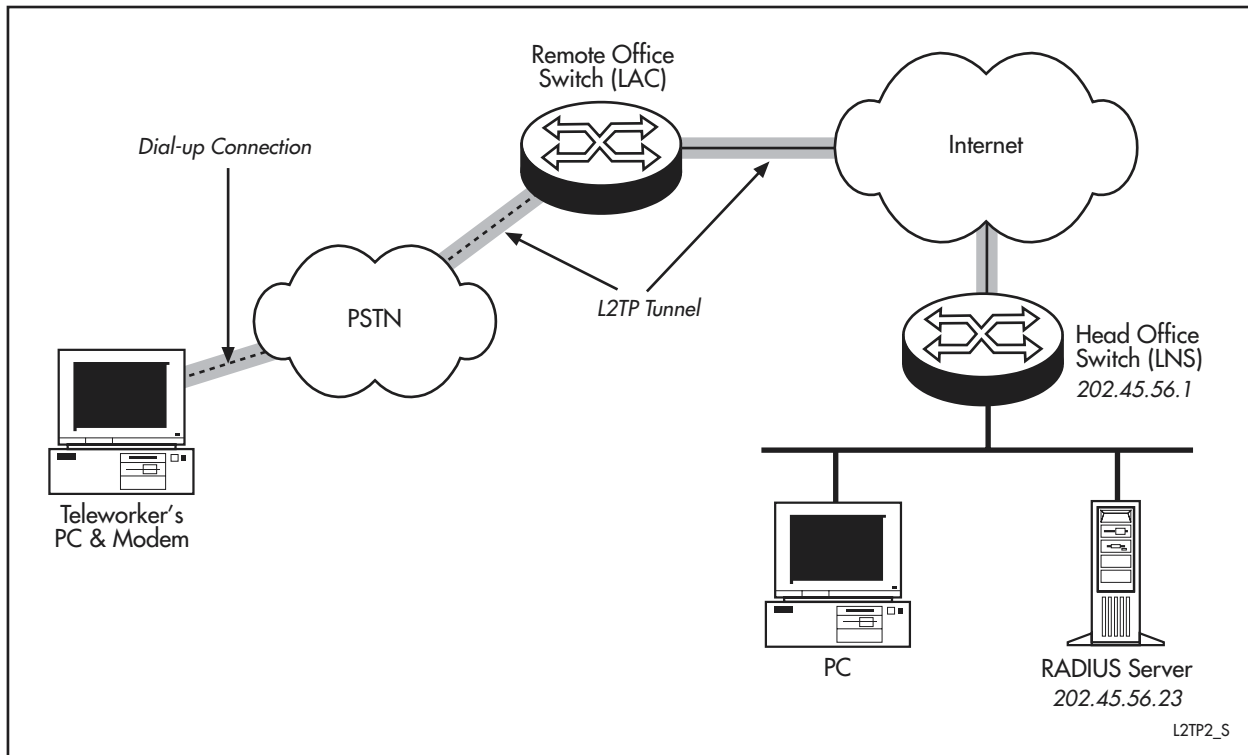 Remote Office
Switch (LAC)
Dial-up Connection
Internet
PSTN
L2TP Tunnel
Head Office
Switch (LNS)
202.45.56.1
Teleworker's
PC & Modem
PC
RADIUS Server
202.45.56.23
L2TP2_S